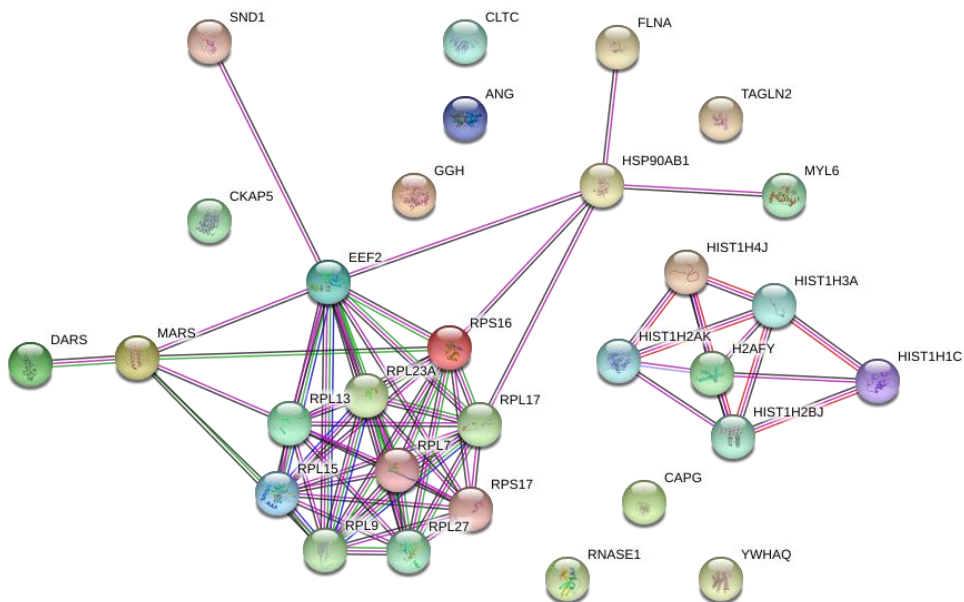 SND1
CLTC
FLNA
ANG
TAGLN2
HSP90AB1
GGH
MYL6
CKAP5
EEF2
HIST1H4J
HIST1H3A
RPS16
MARS
DARS
HIST1H2AK
H2AFY
HIST1H1C
RPL23A
RPL13
RPL17
HIST1H2BJ
RPL7
RPL15
RPS17
CAPG
RPL9
RPL27
RNASE1
YWHAQ